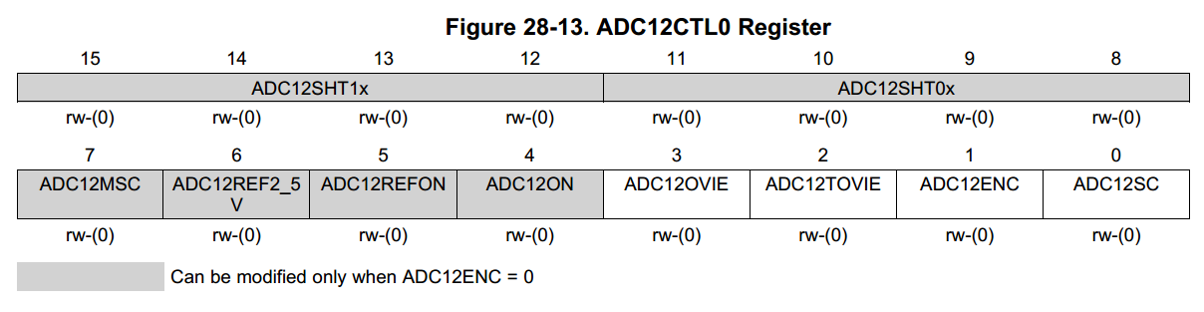 Figure 28-13. ADC12CTL0 Register
15 14 13 12 11 10 9 8
ADC12SHT1x ADC12SHT0x
rw-(0) rw-(0) rw-(0) rw-(0) rw-(0) rw-(0) rw-(0) rw-(0)
7 6 5 4 3 2 1 0
ADC12MSC ADC12REF2_5 ADC12REFON ADC12ON ADC12OVIE ADC12TOVIE ADC12ENC ADC12SC
V
rw-(0) rw-(0) rw-(0) rw-(0) rw-(0) rw-(0) rw-(0) rw-(0)
Can be modified only when ADC12ENC = 0